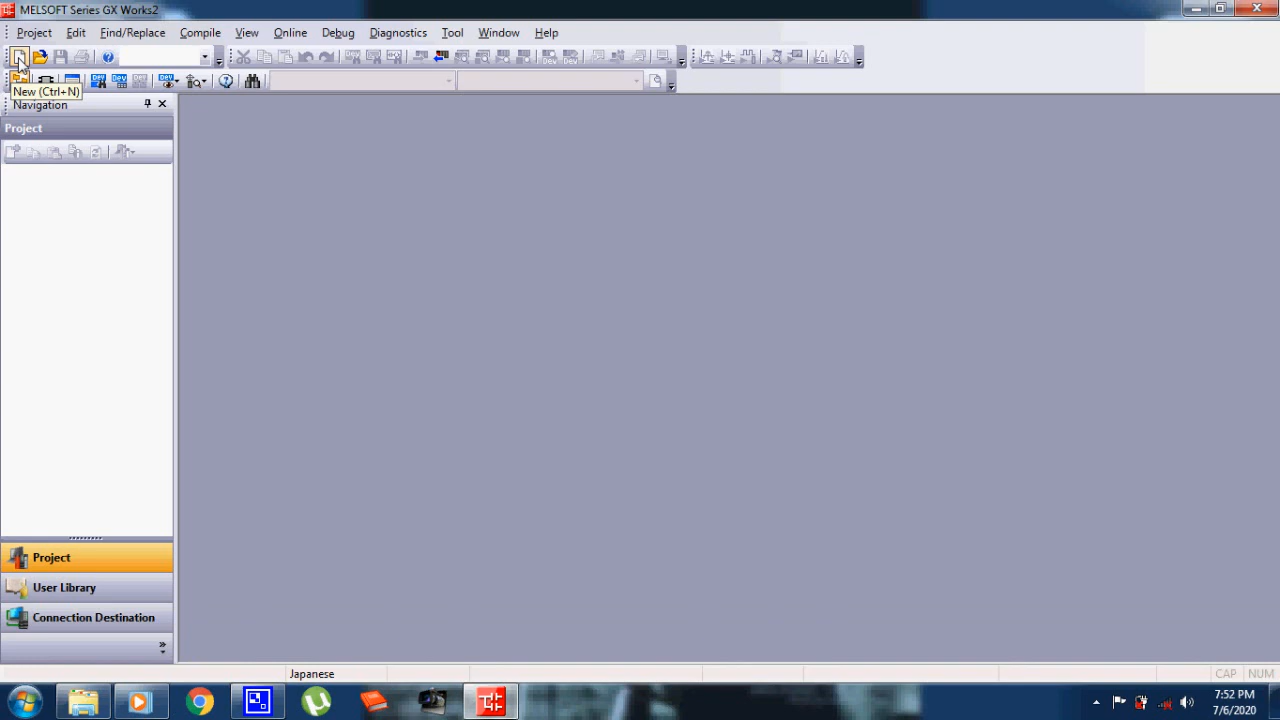 MELSOFT Series GX Works2
Project Edit Find/Replace Compile View Online Debug Diagnostics Tool Window Help
New (Ctrl+N)
Navigation
Project
Project
User Library
Connection Destination
Japanese
CAP NUM
7:52 PM
7/6/2020